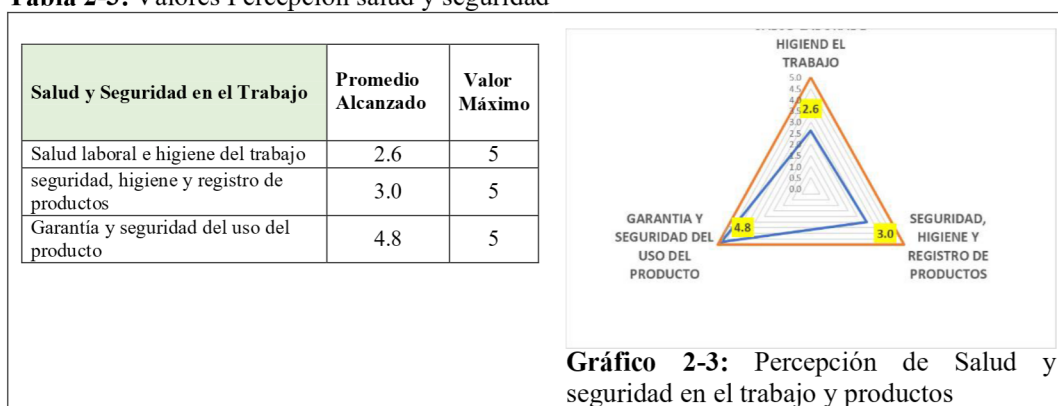 Tabla 2-3: Valores Percepción salud y seguridad
Salud y Seguridad en el Trabajo
Promedio
Alcanzado
Valor
Máximo
Salud laboral e higiene del trabajo 2.6 5
seguridad, higiene y registro de
productos
3.0 5
Garantía y seguridad del uso del
producto
4.8 5
HIGIEND EL
TRABAJO
5.0
4.5
2.6
3.0
2.5
1.5
1.0
0.5
0.0
GARANTIA Y
SEGURIDAD DEL
USO DEL
PRODUCTO
4.8
3.0
SEGURIDAD,
HIGIENE Y
REGISTRO DE
PRODUCTOS
Gráfico 2-3: Percepción de Salud y
seguridad en el trabajo y productos